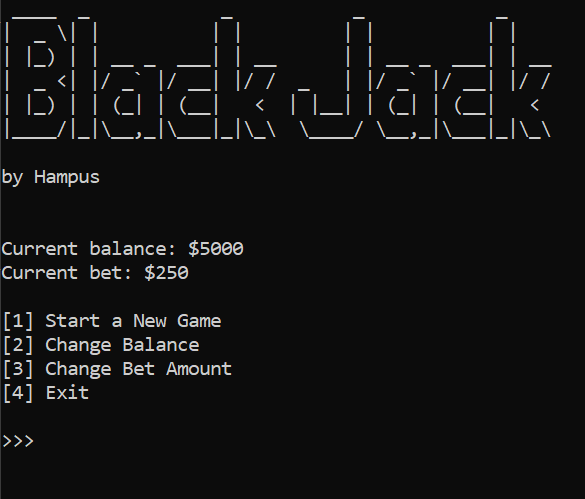 Black Jack
by Hampus
Current balance: $5000
Current bet: $250
[1] Start a New Game
[2] Change Balance
[3] Change Bet Amount
[4] Exit
>>>